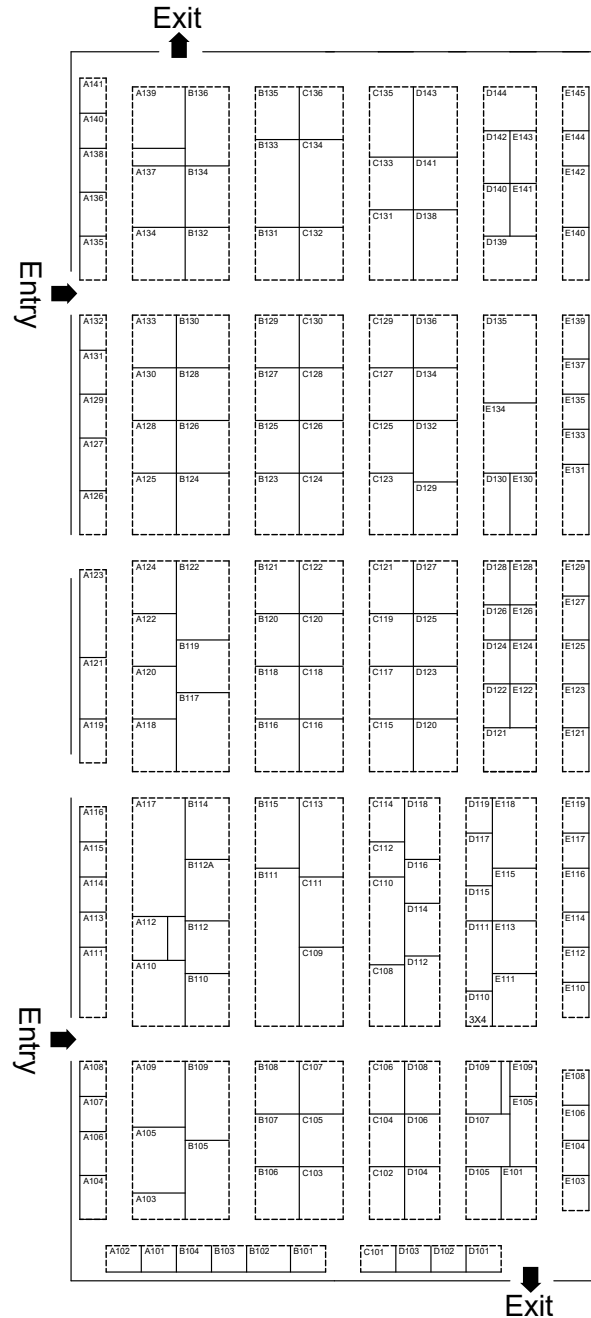 Exit
A141
A139 B136 B135 C136 C135 D143 D144 E145
A140
B133 C134 D142 E143 E144
A138
C133 D141
A137 B134 E142
D140 E141
A136
C131 D138
A134 B132 B131 C132 E140
A135 D139
Entry
A132 A133 B130 B129 C130 C129 D136 D135 E139
A131
E137
A130 B128 B127 C128 C127 D134
A129 E135
E134
A128 B126 B125 C126 C125 D132
E133
A127
E131
A125 B124 B123 C124 C123 D130 E130
D129
A126
A124 B122 B121 C122 C121 D127 D128 E128 E129
A123
E127
D126 E126
A122 B120 C120 C119 D125
B119 D124 E124 E125
A121
A120 B118 C118 C117 D123
D122 E122 E123
B117
A119 A118 B116 C116 C115 D120
D121 E121
A117 B114 B115 C113 C114 D118 D119 E118 E119
A116
D117 E117
A115 C112
B112A D116
B111 E115 E116
A114 C111 C110
D115
D114
A113 A112 B112 D111 E113 E114
A111 C109 E112
D112
A110 C108
B110 E111
E110
D110
3X4
Entry
A108 A109 B109 B108 C107 C106 D108 D109 E109
E108
A107 E105
E106
B107 C105 C104 D106 D107
A106 A105
B105 E104
B106 C103 C102 D104 D105 E101
A104 E103
A103
A102 A101 B104 B103 B102 B101 C101 D103 D102 D101
Exit